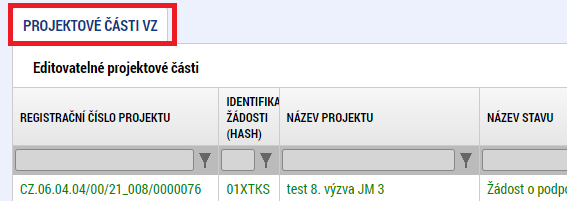 PROJEKTOVÉ ČÁSTI VZ
Editovatelné projektové části
REGISTRAČNÍ ČÍSLO PROJEKTU IDENTIFIKA ŽÁDOSTI (HASH) NÁZEV PROJEKTU NÁZEV STAVU
CZ.06.04.04/00/21_008/0000076 01XTKS test 8. výzva JM 3 Žádost o podpo